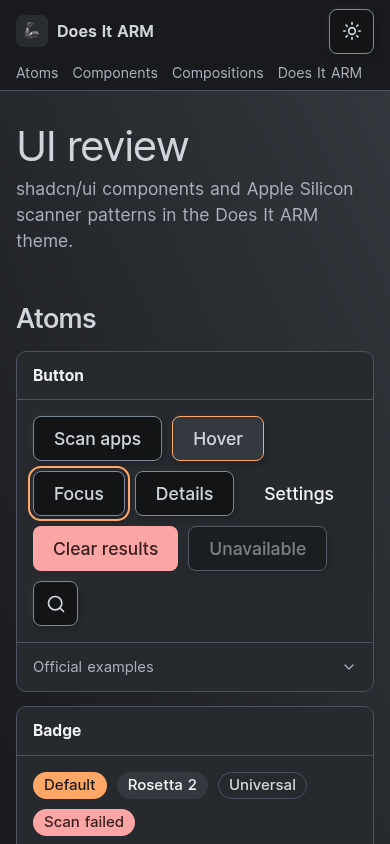 Does It ARM
Atoms Components Compositions Does It ARM
UI review
shadcn/ui components and Apple Silicon
scanner patterns in the Does It ARM
theme.
Atoms
Button
Scan apps Hover
Focus Details Settings
Clear results Unavailable
Official examples
Badge
Default Rosetta 2 Universal
Scan failed